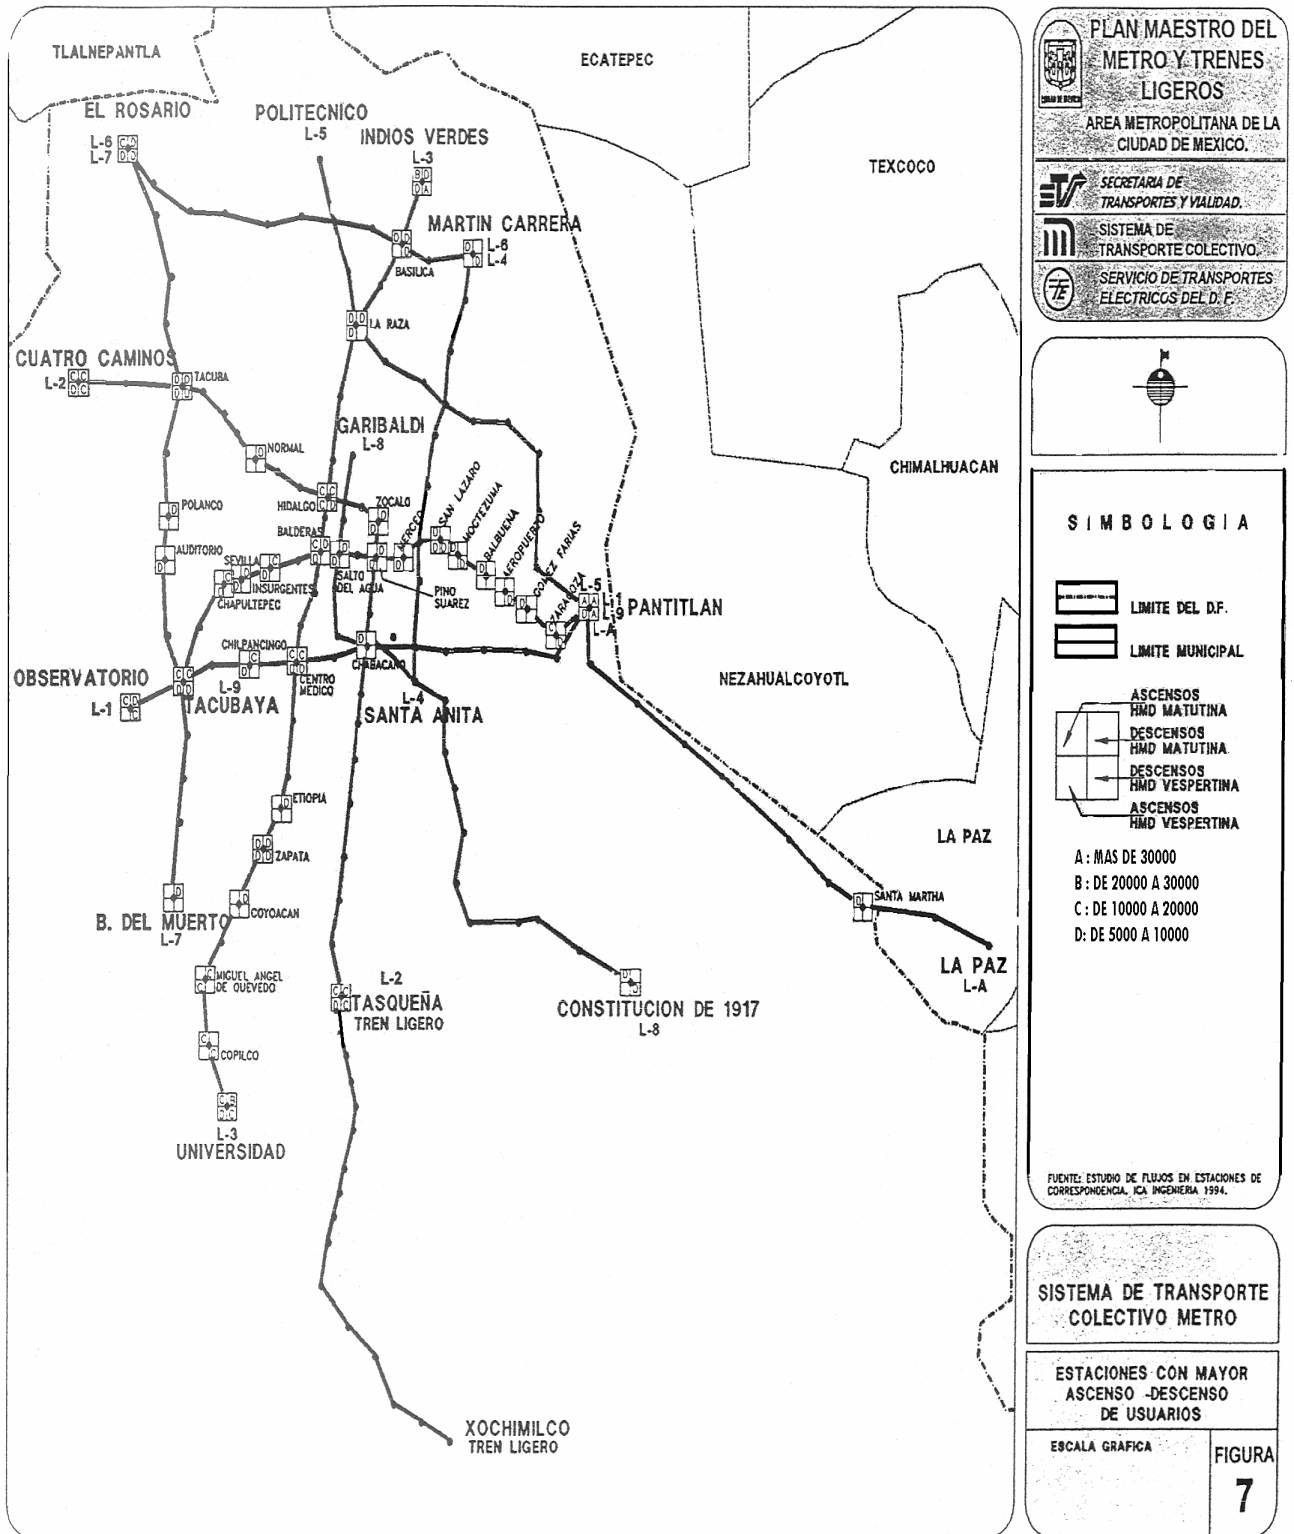 TLALNEPANTLA
ECATEPEC
TEXCOCO
EL ROSARIO
L-6
L-7
POLITECNICO
L-5
INDIOS VERDES
L-3
MARTIN CARRERA
L-6
L-4
BASILICA
LA RAZA
CUATRO CAMINOS
L-2
TACUBA
GARIBALDI
L-8
NORMAL
CHIMALHUACAN
POLANCO
HIDALGO
ZOCALO
BALDERAS
MERCED
SAN LAZARO
MOCTEZUMA
BALBUENA
AEROPUERTO
GOMEZ FARIAS
ZARAGOZA
AUDITORIO
SEVILLA
INSURGENTES
CHAPULTEPEC
SALTO
DEL AGUA
PINO
SUAREZ
L-5
L-1
L-9
L-A
PANTITLAN
CHILPANCINGO
CHABACANO
CENTRO
MEDICO
OBSERVATORIO
L-1
L-9
TACUBAYA
L-4
SANTA ANITA
NEZAHUALCOYOTL
ETIOPIA
ZAPATA
LA PAZ
B. DEL MUERTO
L-7
COYOACAN
SANTA MARTHA
MIGUEL ANGEL
DE QUEVEDO
L-2
TASQUEÑA
TREN LIGERO
CONSTITUCION DE 1917
L-8
LA PAZ
L-A
COPILCO
L-3
UNIVERSIDAD
XOCHIMILCO
TREN LIGERO
PLAN MAESTRO DEL
METRO Y TRENES
LIGEROS
AREA METROPOLITANA DE LA
CIUDAD DE MEXICO.
CIUDAD DE MEXICO
SECRETARIA DE
TRANSPORTES Y VIALIDAD.
SISTEMA DE
TRANSPORTE COLECTIVO.
SERVICIO DE TRANSPORTES
ELECTRICOS DEL D. F.
SIMBOLOGIA
LIMITE DEL D.F.
LIMITE MUNICIPAL
ASCENSOS
HMD MATUTINA
DESCENSOS
HMD MATUTINA
DESCENSOS
HMD VESPERTINA
ASCENSOS
HMD VESPERTINA
A : MAS DE 30000
B : DE 20000 A 30000
C : DE 10000 A 20000
D: DE 5000 A 10000
FUENTE: ESTUDIO DE FLUJOS EN ESTACIONES DE
CORRESPONDENCIA. ICA INGENIERIA 1994.
SISTEMA DE TRANSPORTE
COLECTIVO METRO
ESTACIONES CON MAYOR
ASCENSO -DESCENSO
DE USUARIOS
ESCALA GRAFICA
FIGURA
7